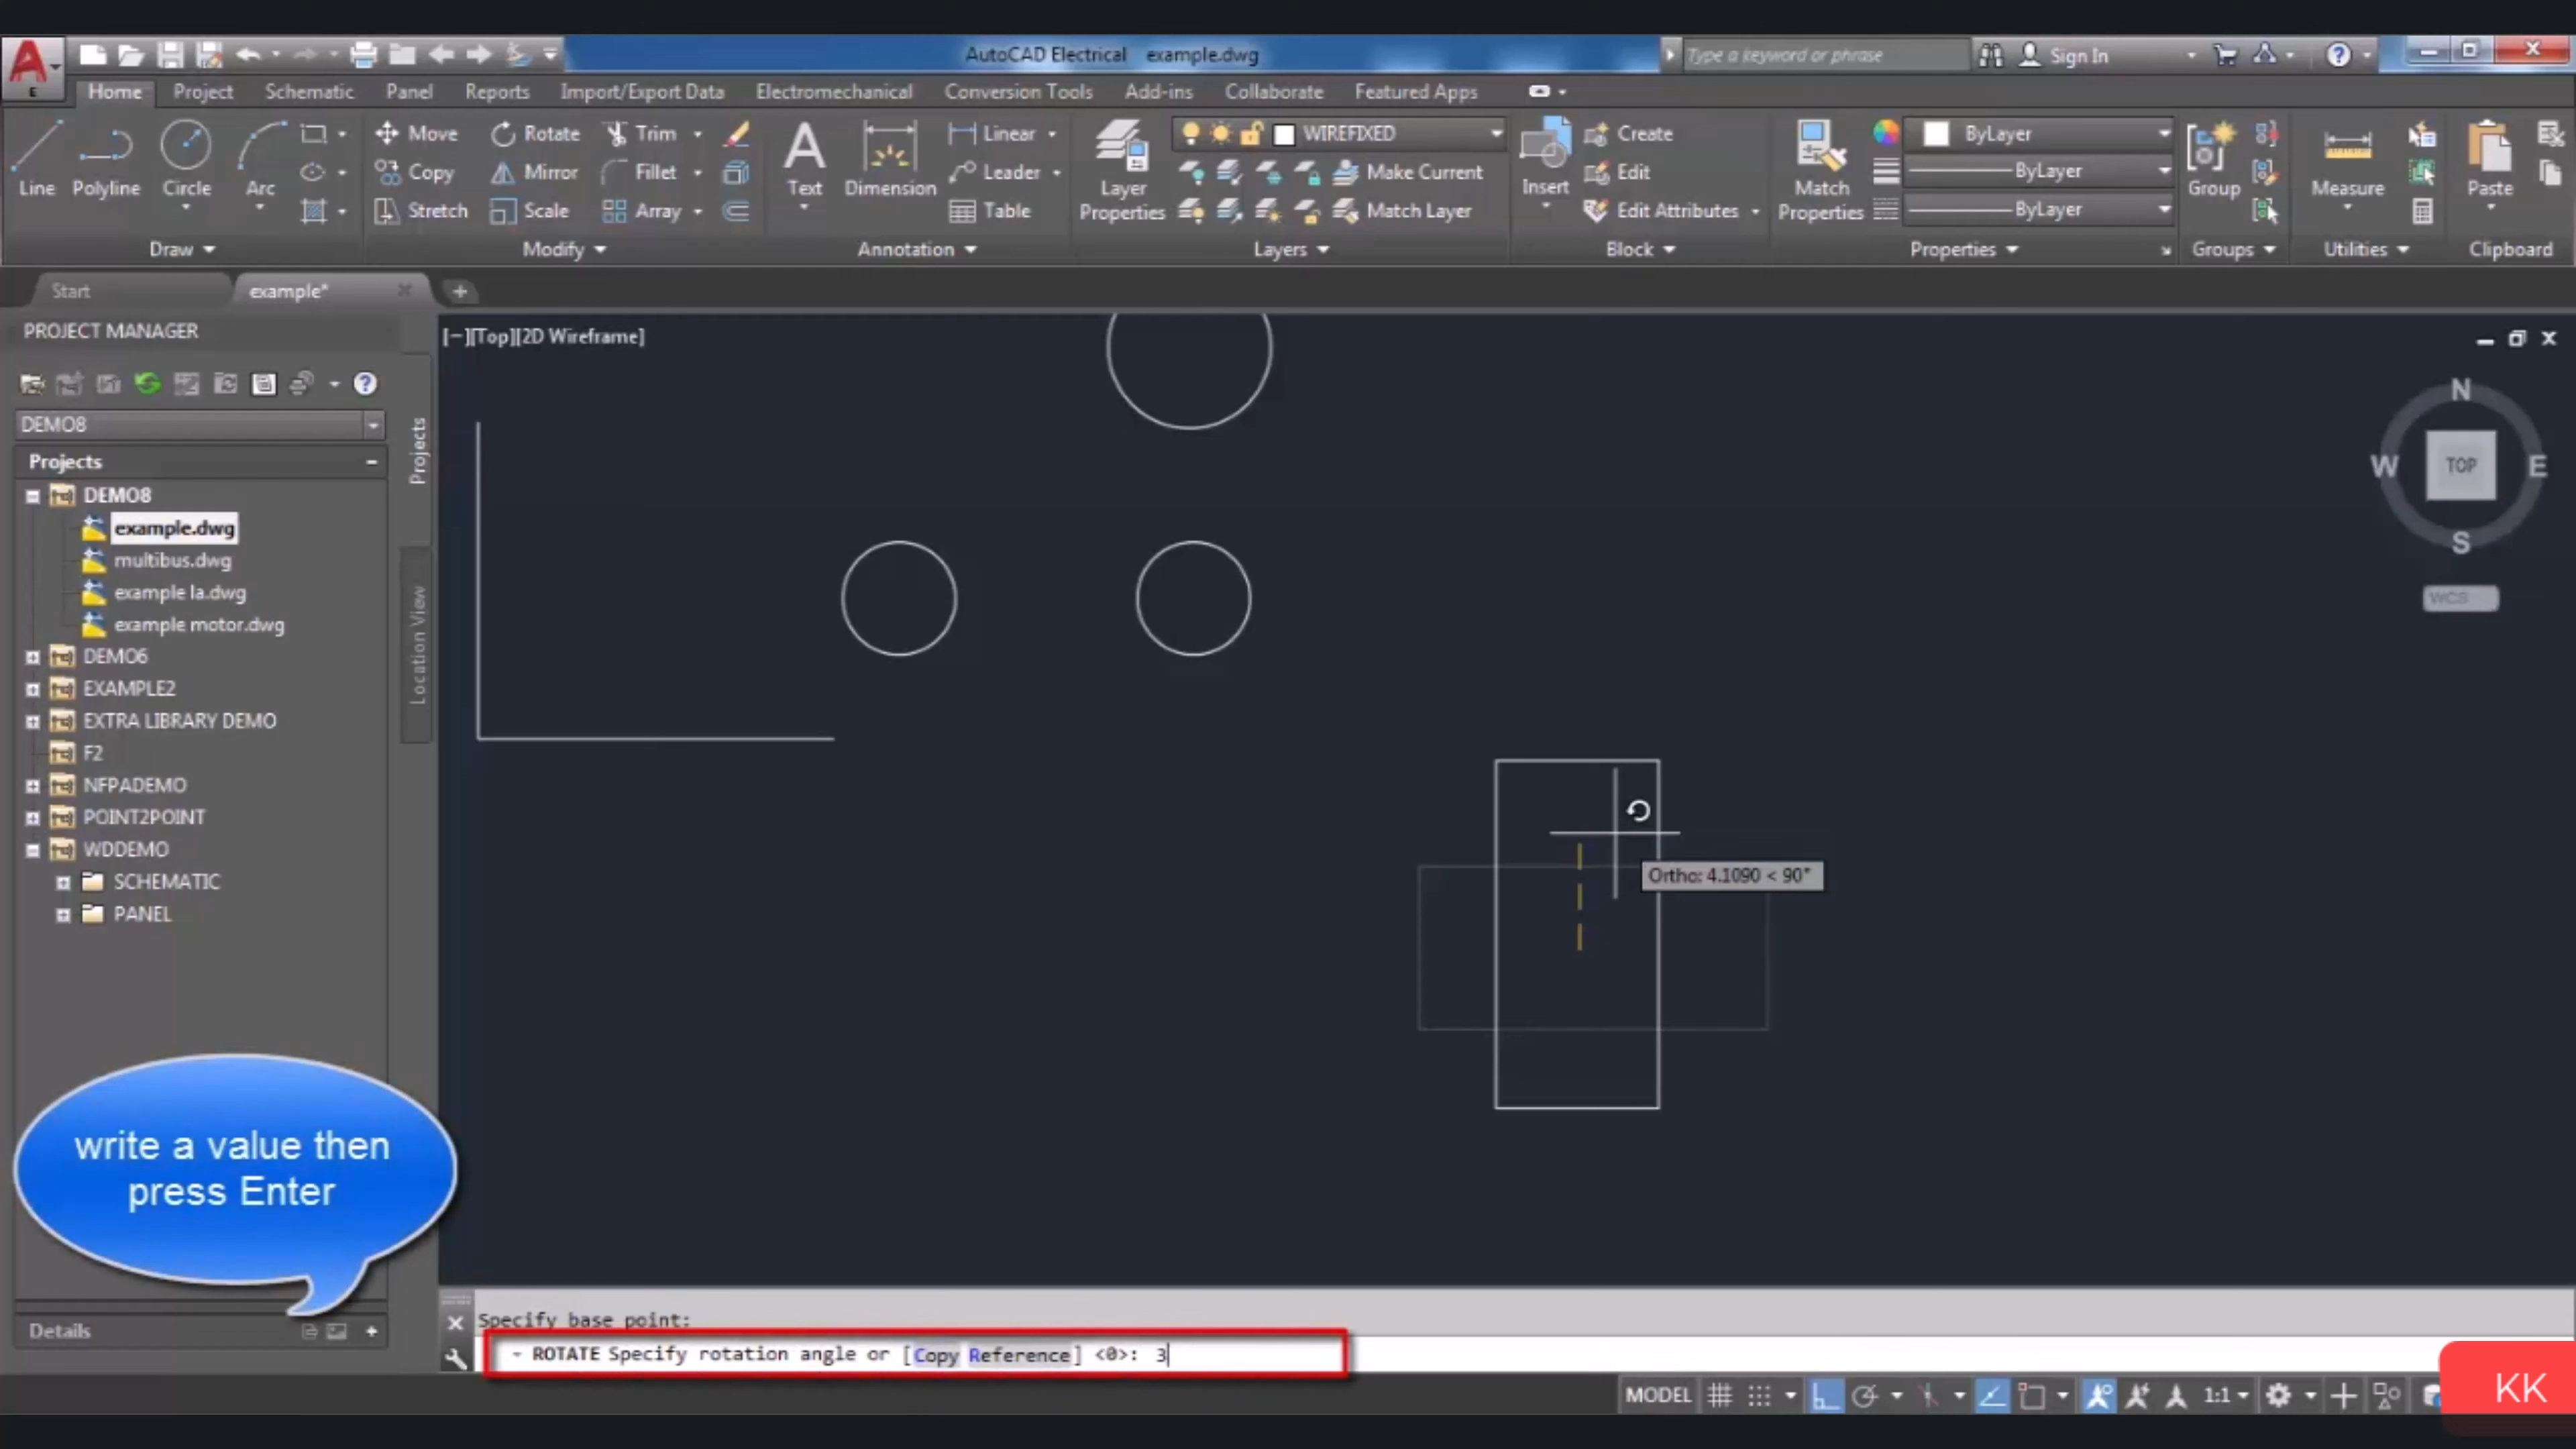 AutoCAD Electrical example.dwg
Type a keyword or phrase
Sign In
E
Home Project Schematic Panel Reports Import/Export Data Electromechanical Conversion Tools Add-ins Collaborate Featured Apps
Line
Polyline
Circle
Arc
Draw
Move
Rotate
Trim
Copy
Mirror
Fillet
Stretch
Scale
Array
Modify
Text
Dimension
Linear
Leader
Table
Annotation
Layer
Properties
WIREFIXED
Make Current
Match Layer
Layers
Insert
Create
Edit
Edit Attributes
Block
Match
Properties
ByLayer
ByLayer
ByLayer
Properties
Group
Groups
Measure
Utilities
Paste
Clipboard
Start
example*
PROJECT MANAGER
DEMO8
Projects
DEMO8
example.dwg
multibus.dwg
example la.dwg
example motor.dwg
DEMO6
EXAMPLE2
EXTRA LIBRARY DEMO
F2
NFPADEMO
POINT2POINT
WDDEMO
SCHEMATIC
PANEL
Projects
Location View
Details
write a value then
press Enter
[−][Top][2D Wireframe]
N
W
TOP
E
S
WCS
Ortho: 4.1090 < 90°
Specify base point:
- ROTATE Specify rotation angle or [Copy Reference] <0>: 3
MODEL
1:1
KK